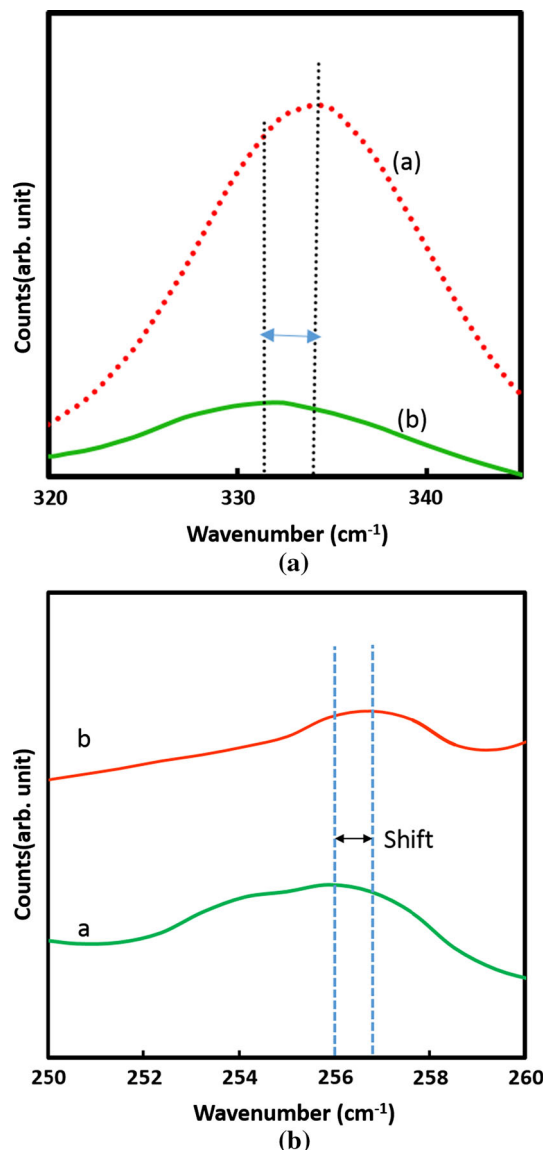 (a)
(b)
Counts(arb. unit)
320 330 340
Wavenumber (cm⁻¹)
(a)
b
Shift
a
Counts(arb. unit)
250 252 254 256 258 260
Wavenumber (cm⁻¹)
(b)